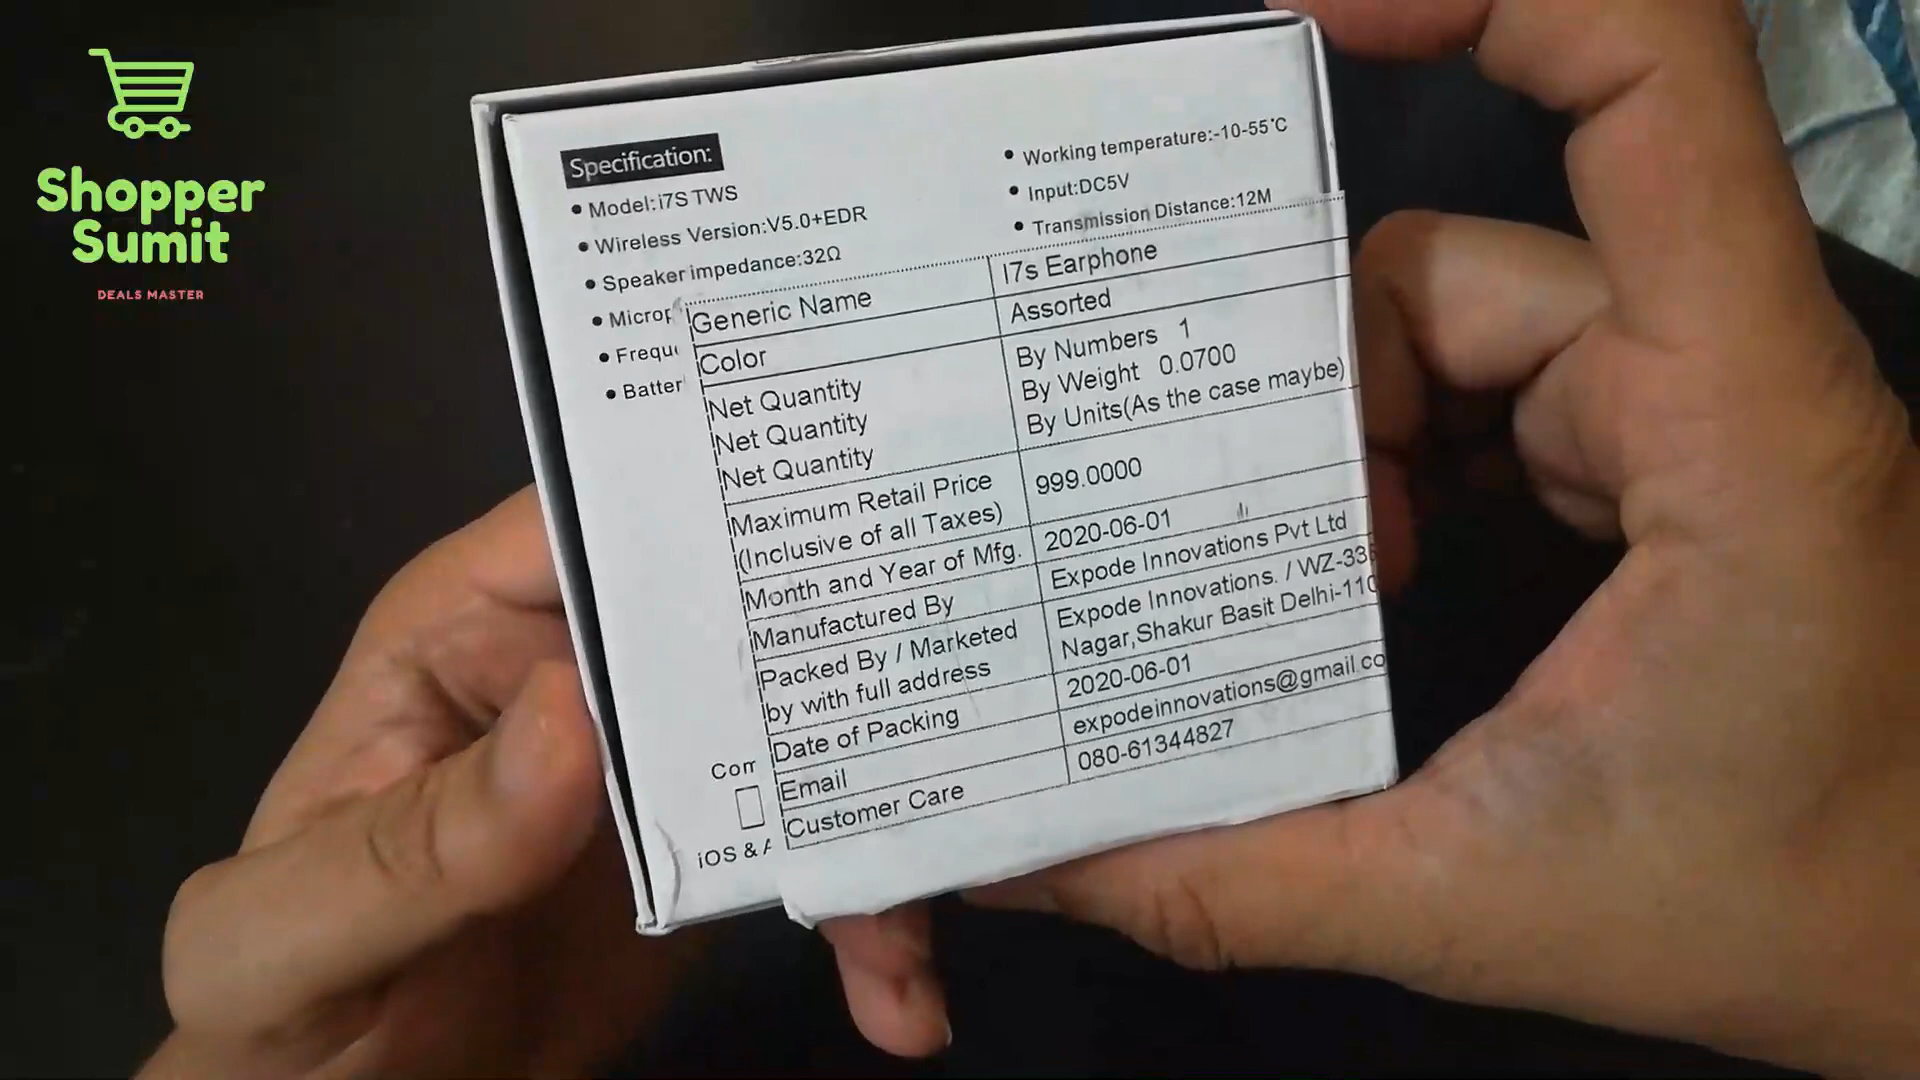 Shopper
Sumit
DEALS MASTER
Specification:
Model:i7S TWS
Wireless Version:V5.0+EDR
Speaker impedance:32Ω
Working temperature:-10-55℃
Input:DC5V
Transmission Distance:12M
Generic Name I7s Earphone
Color Assorted
Net Quantity By Numbers 1
Net Quantity By Weight 0.0700
Net Quantity By Units(As the case maybe)
Maximum Retail Price
(Inclusive of all Taxes) 999.0000
Month and Year of Mfg. 2020-06-01
Manufactured By Expode Innovations Pvt Ltd
Packed By / Marketed
by with full address
Expode Innovations. / WZ-33
Nagar,Shakur Basit Delhi-110
Date of Packing 2020-06-01
Email expodeinnovations@gmail.co
Customer Care 080-61344827
iOS &